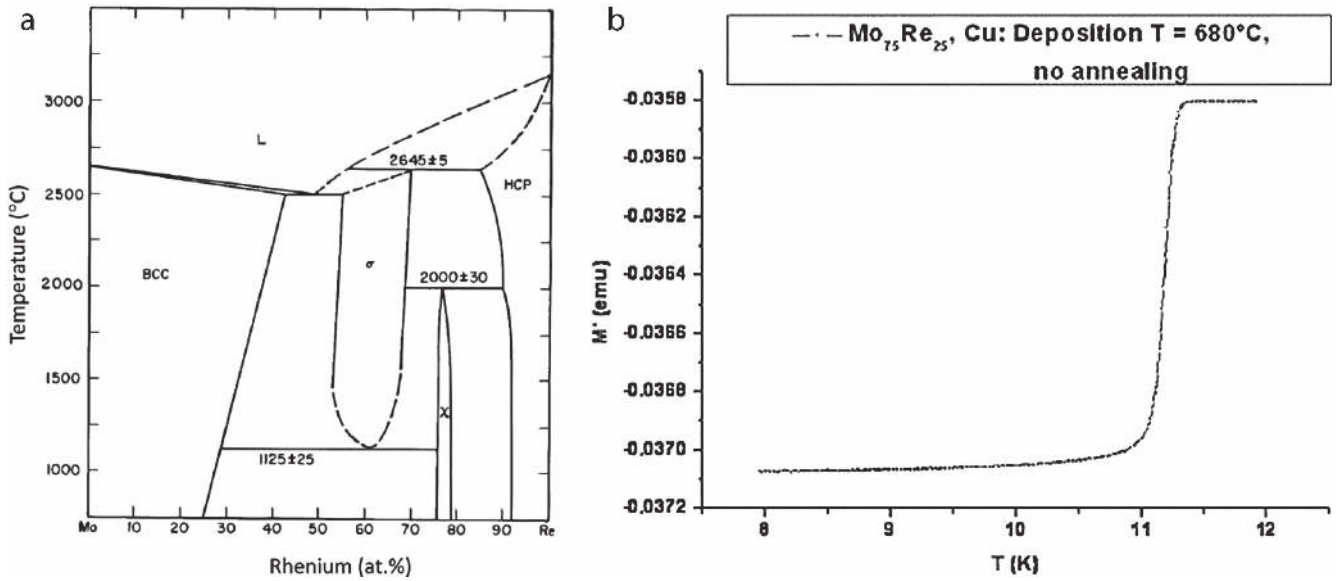 a
3000
2500
2000
1500
1000
Temperature (°C)
L
2645±5
HCP
BCC
σ
2000±30
χ
1125±25
Mo 10 20 30 40 50 60 70 80 90 Re
Rhenium (at.%)
b
Mo₇₅Re₂₅, Cu: Deposition T = 680°C,
no annealing
-0.0358
-0.0360
-0.0362
-0.0364
-0.0366
-0.0368
-0.0370
-0.0372
M' (emu)
8 9 10 11 12
T (K)